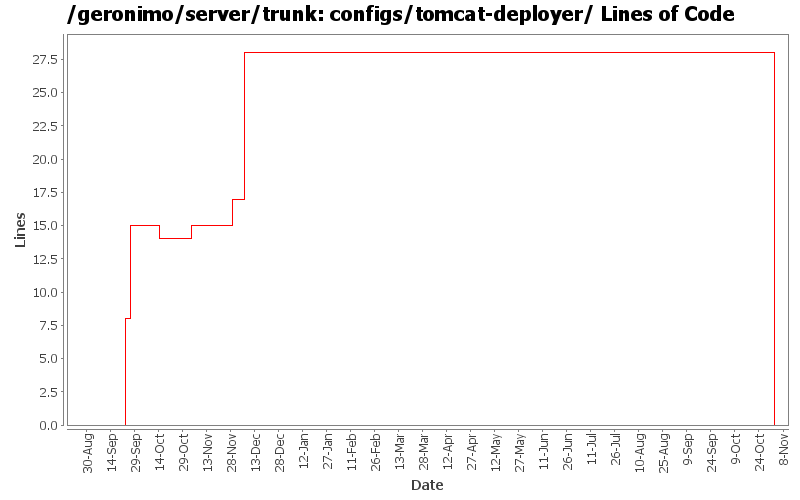 /geronimo/server/trunk: configs/tomcat-deployer/ Lines of Code
27.5
25.0
22.5
20.0
17.5
15.0
12.5
10.0
7.5
5.0
2.5
0.0
Lines
30-Aug
14-Sep
29-Sep
14-Oct
29-Oct
13-Nov
28-Nov
13-Dec
28-Dec
12-Jan
27-Jan
11-Feb
26-Feb
13-Mar
28-Mar
12-Apr
27-Apr
12-May
27-May
11-Jun
26-Jun
11-Jul
26-Jul
10-Aug
25-Aug
9-Sep
24-Sep
9-Oct
24-Oct
8-Nov
Date